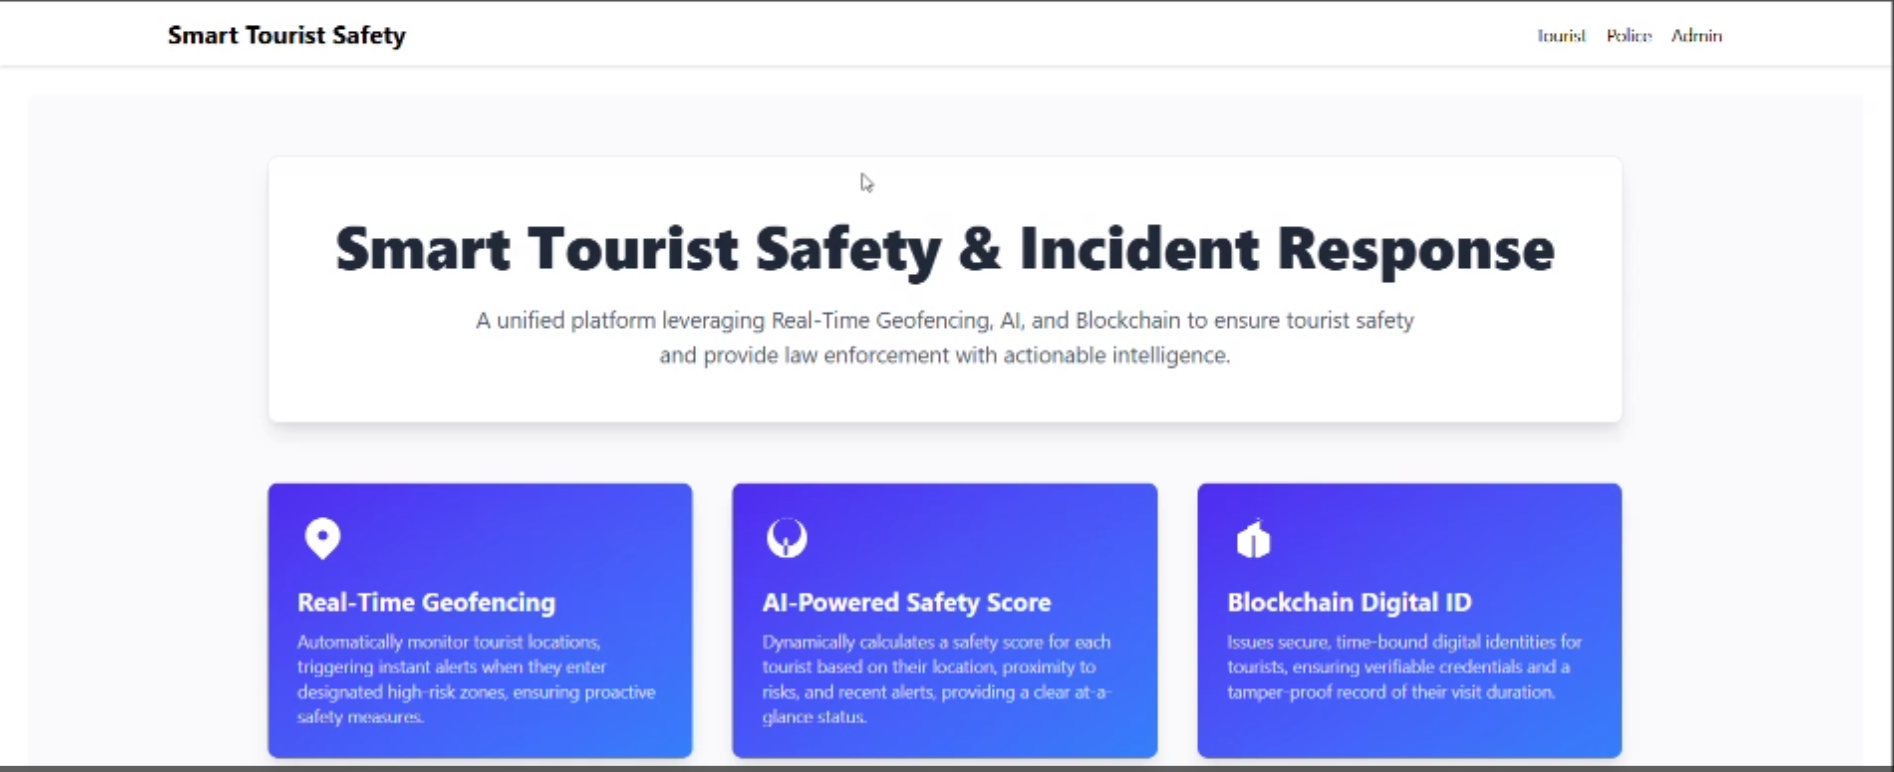 Smart Tourist Safety
Tourist Police Admin
Smart Tourist Safety & Incident Response
A unified platform leveraging Real-Time Geofencing, AI, and Blockchain to ensure tourist safety
and provide law enforcement with actionable intelligence.
Real-Time Geofencing
Automatically monitor tourist locations,
triggering instant alerts when they enter
designated high-risk zones, ensuring proactive
safety measures.
AI-Powered Safety Score
Dynamically calculates a safety score for each
tourist based on their location, proximity to
risks, and recent alerts, providing a clear at-a-
glance status.
Blockchain Digital ID
Issues secure, time-bound digital identities for
tourists, ensuring verifiable credentials and a
tamper-proof record of their visit duration.